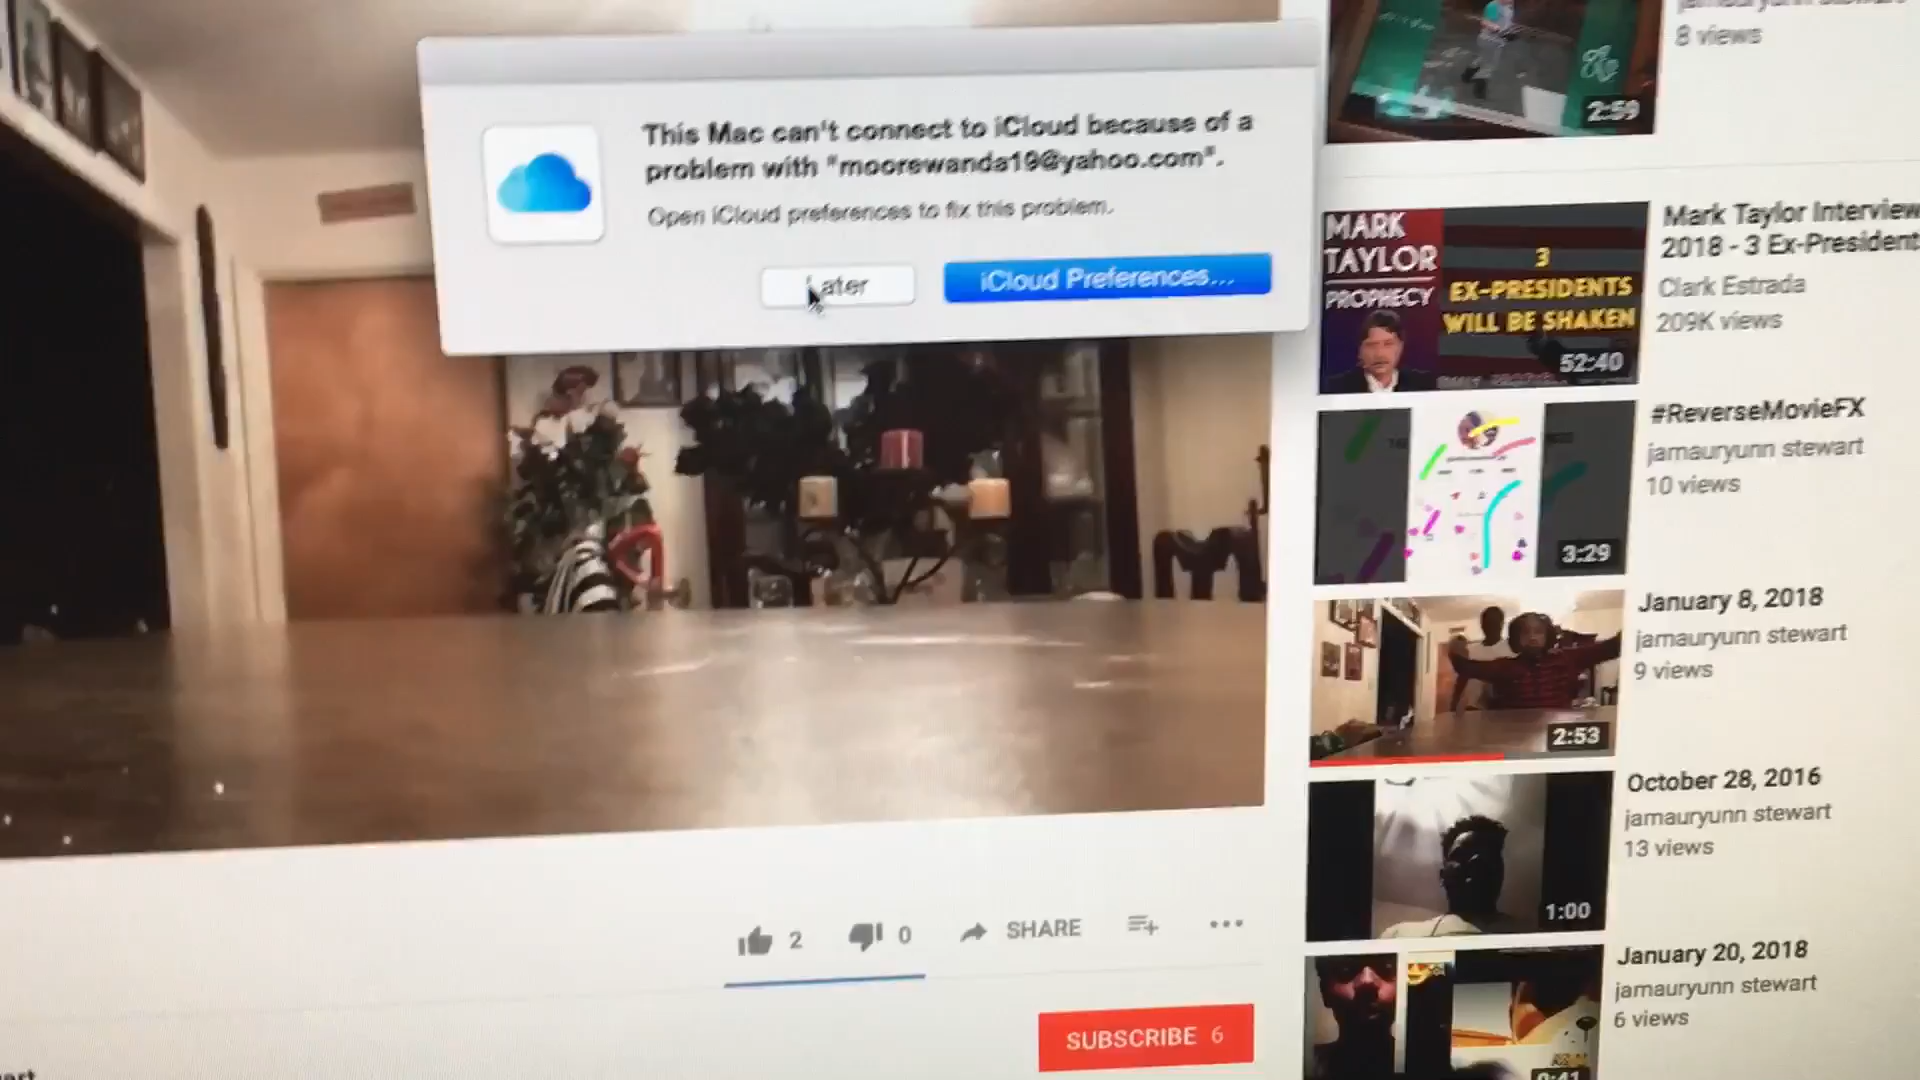 This Mac can't connect to iCloud because of a
problem with "moorewanda19@yahoo.com".
Open iCloud preferences to fix this problem.
Later
iCloud Preferences...
2
0
SHARE
SUBSCRIBE 6
8 views
2:59
MARK
TAYLOR
PROPHECY
3
EX-PRESIDENTS
WILL BE SHAKEN
52:40
Mark Taylor Interview
2018 - 3 Ex-President
Clark Estrada
209K views
#ReverseMovieFX
jamauryunn stewart
10 views
3:29
January 8, 2018
jamauryunn stewart
9 views
2:53
October 28, 2016
jamauryunn stewart
13 views
1:00
January 20, 2018
jamauryunn stewart
6 views
0:41